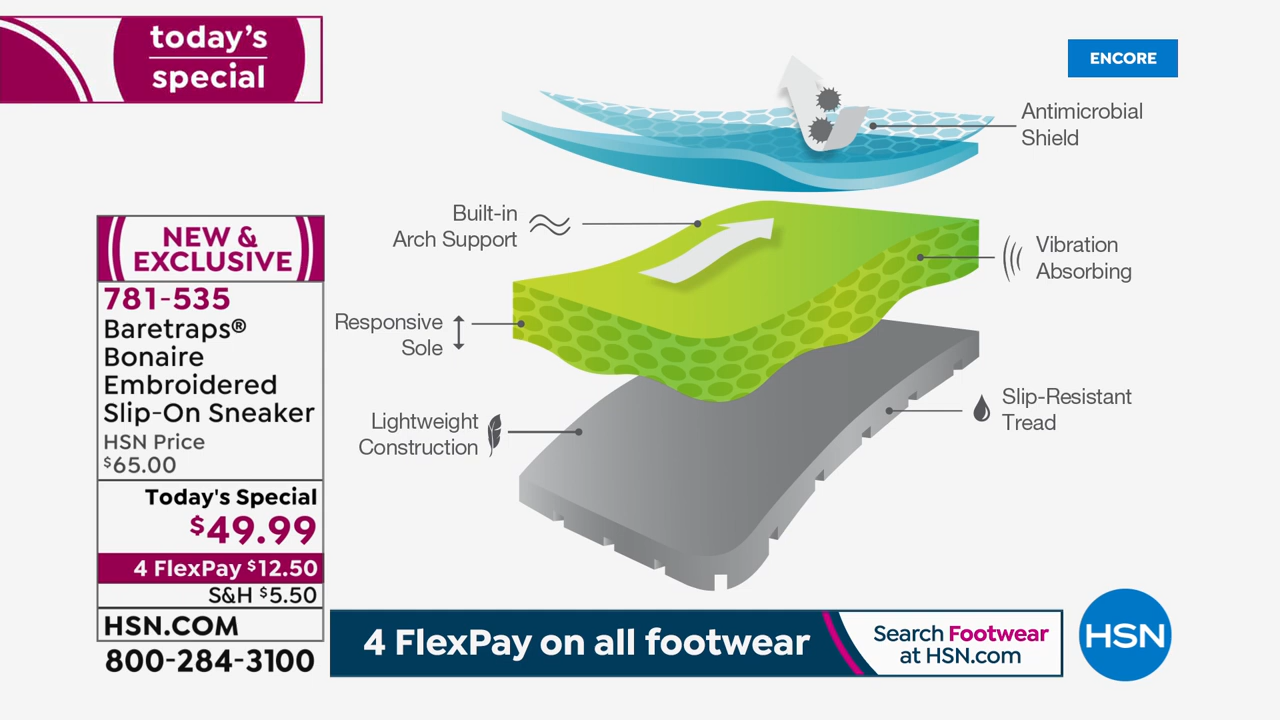 today's
special
ENCORE
Antimicrobial
Shield
Built-in
Arch Support
Vibration
Absorbing
Responsive
Sole
Lightweight
Construction
Slip-Resistant
Tread
NEW &
EXCLUSIVE
781-535
Baretraps®
Bonaire
Embroidered
Slip-On Sneaker
HSN Price
$65.00
Today's Special
$49.99
4 FlexPay $12.50
S&H $5.50
HSN.COM
800-284-3100
4 FlexPay on all footwear
Search Footwear
at HSN.com
HSN